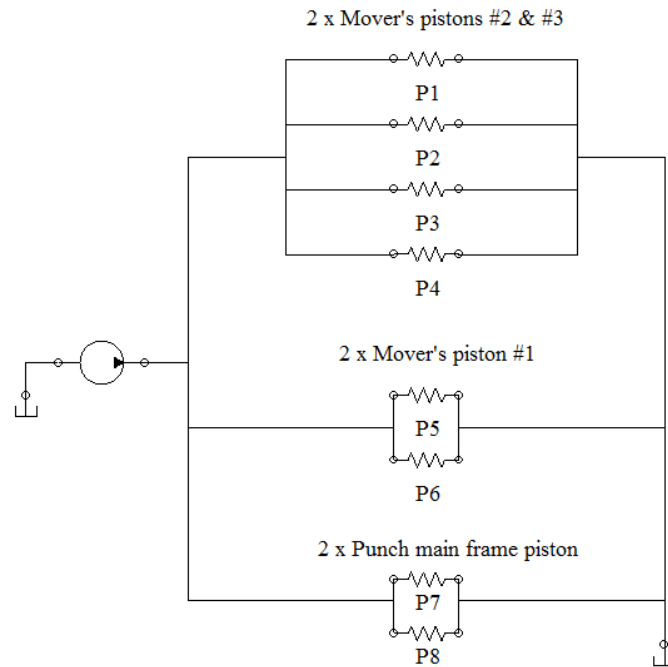 2 x Mover's pistons #2 & #3
P1
P2
P3
P4
2 x Mover's piston #1
P5
P6
2 x Punch main frame piston
P7
P8